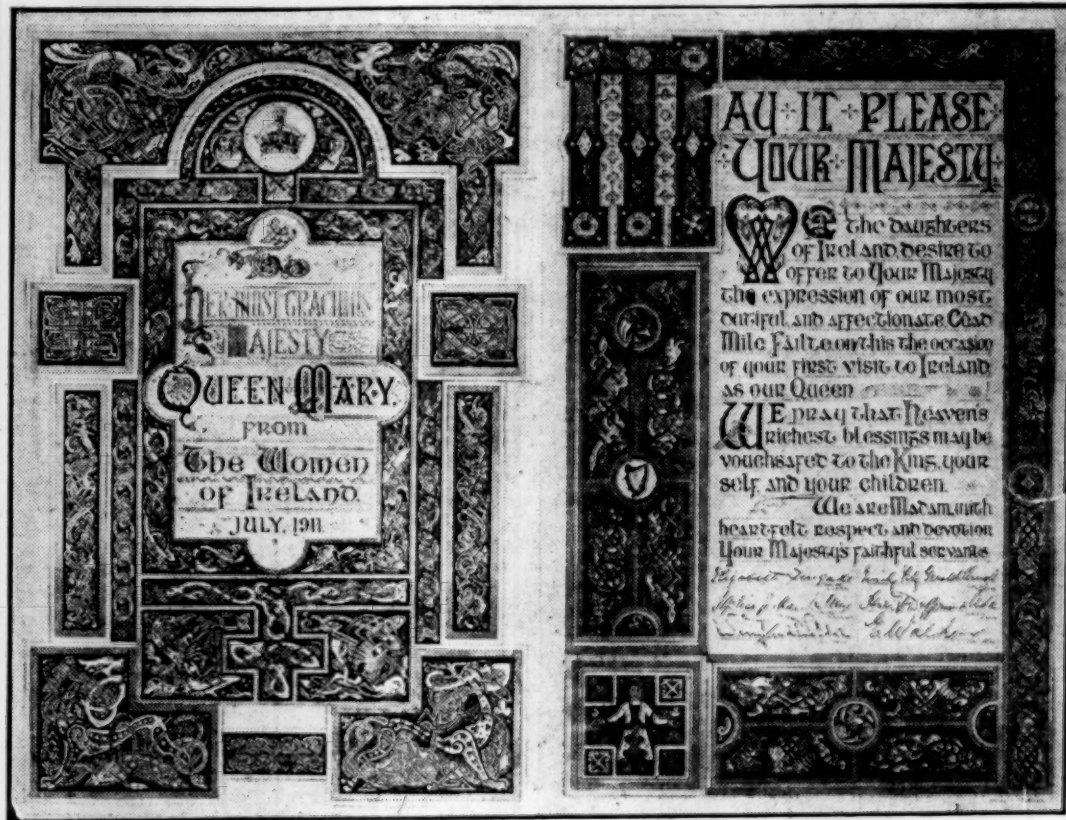 HER MOST GRACIOUS
MAJESTY
QUEEN MARY.
FROM
The Women
of Ireland.
JULY, 1911
AY IT PLEASE
YOUR MAJESTY.
WE the daughters
of Ireland desire to
offer to Your Majesty
the expression of our most
dutiful and affectionate Céad
Mile Failte on this the occasion
of your first visit to Ireland
as our Queen
WE pray that Heaven's
richest blessings may be
vouchsafed to the King, your
self, and your children.
We are Madam, with
heartfelt respect and devotion
Your Majesty's faithful servants
Elizabeth
G. Walker